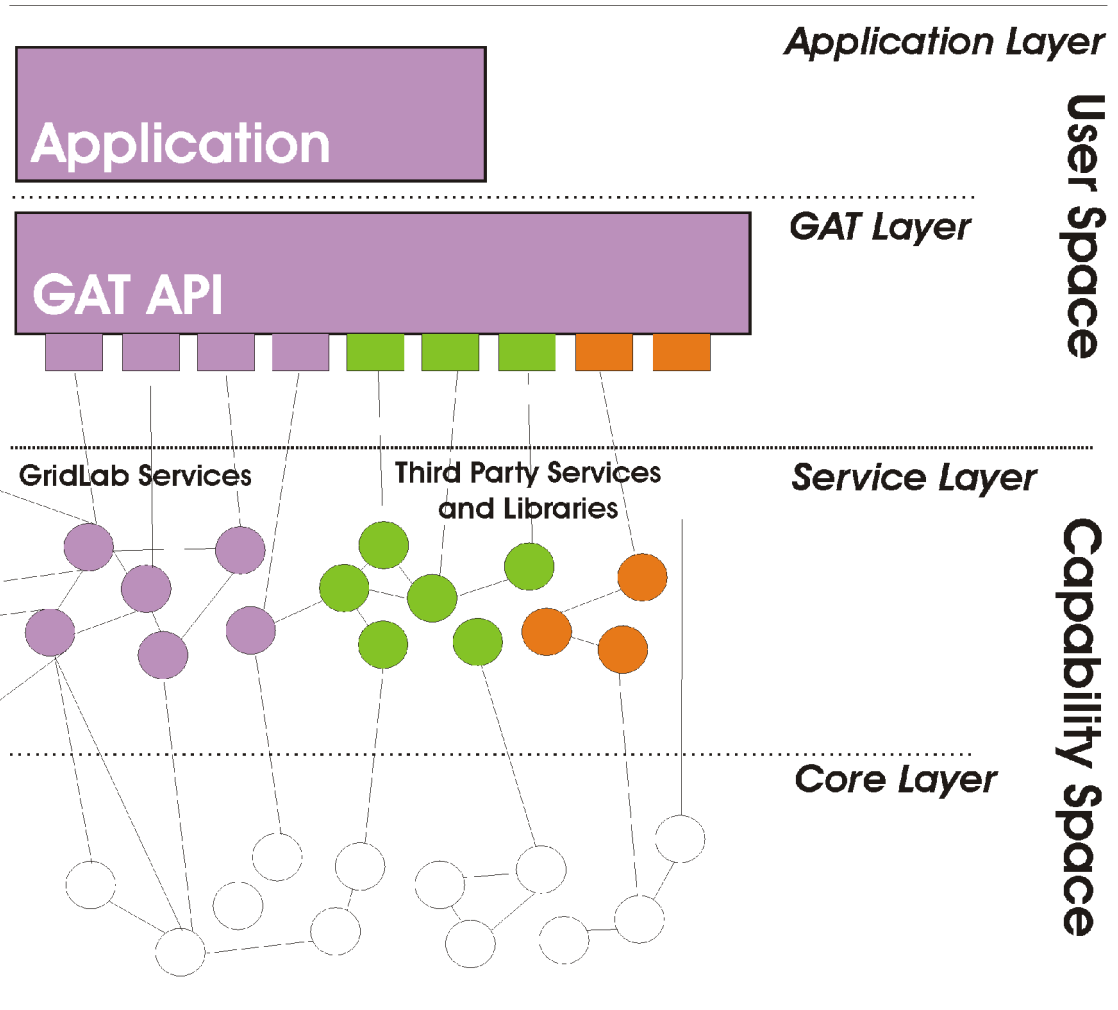 Application Layer
Application
User Space
GAT Layer
GAT API
GridLab Services
Third Party Services
and Libraries
Service Layer
Capability Space
Core Layer